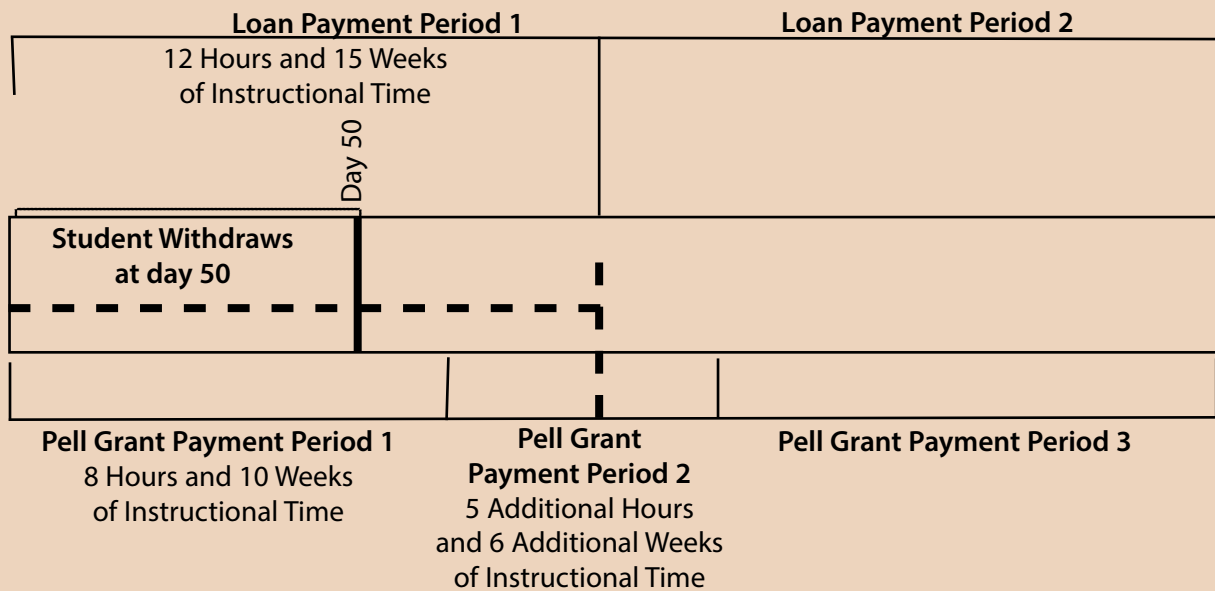 Loan Payment Period 1
Loan Payment Period 2
12 Hours and 15 Weeks
of Instructional Time
Day 50
Student Withdraws
at day 50
Pell Grant Payment Period 1
8 Hours and 10 Weeks
of Instructional Time
Pell Grant
Payment Period 2
5 Additional Hours
and 6 Additional Weeks
of Instructional Time
Pell Grant Payment Period 3